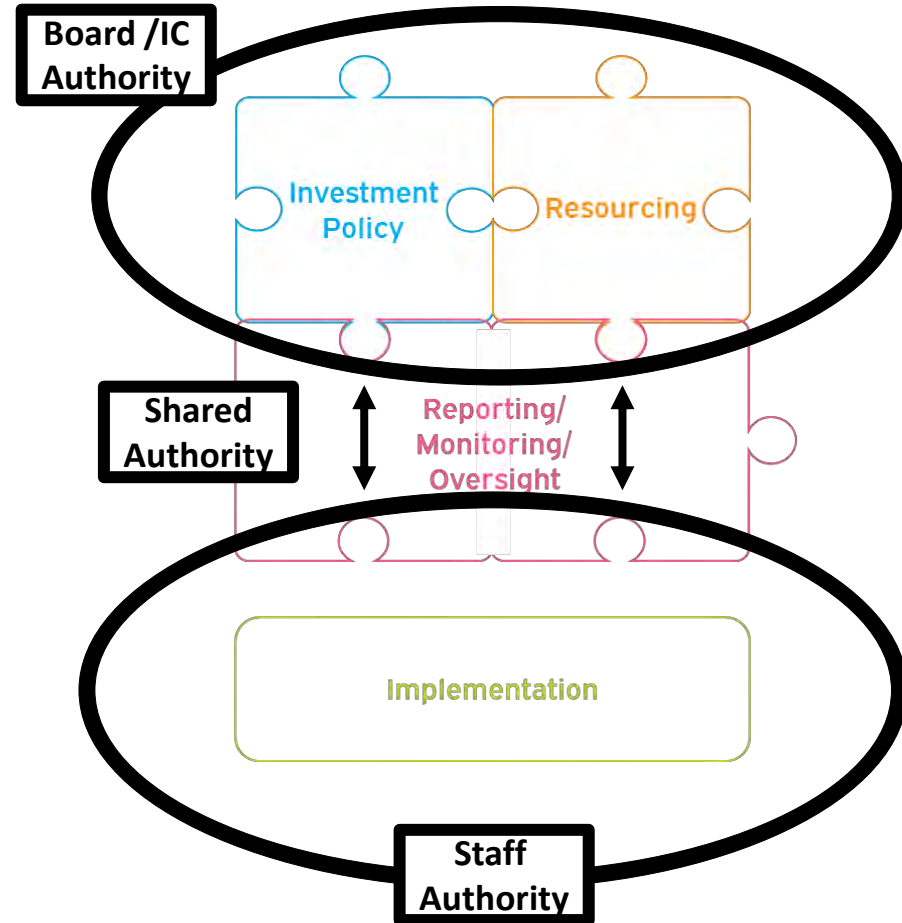 Board /IC
Authority
Investment
Policy
Resourcing
Shared
Authority
Reporting/
Monitoring/
Oversight
Implementation
Staff
Authority